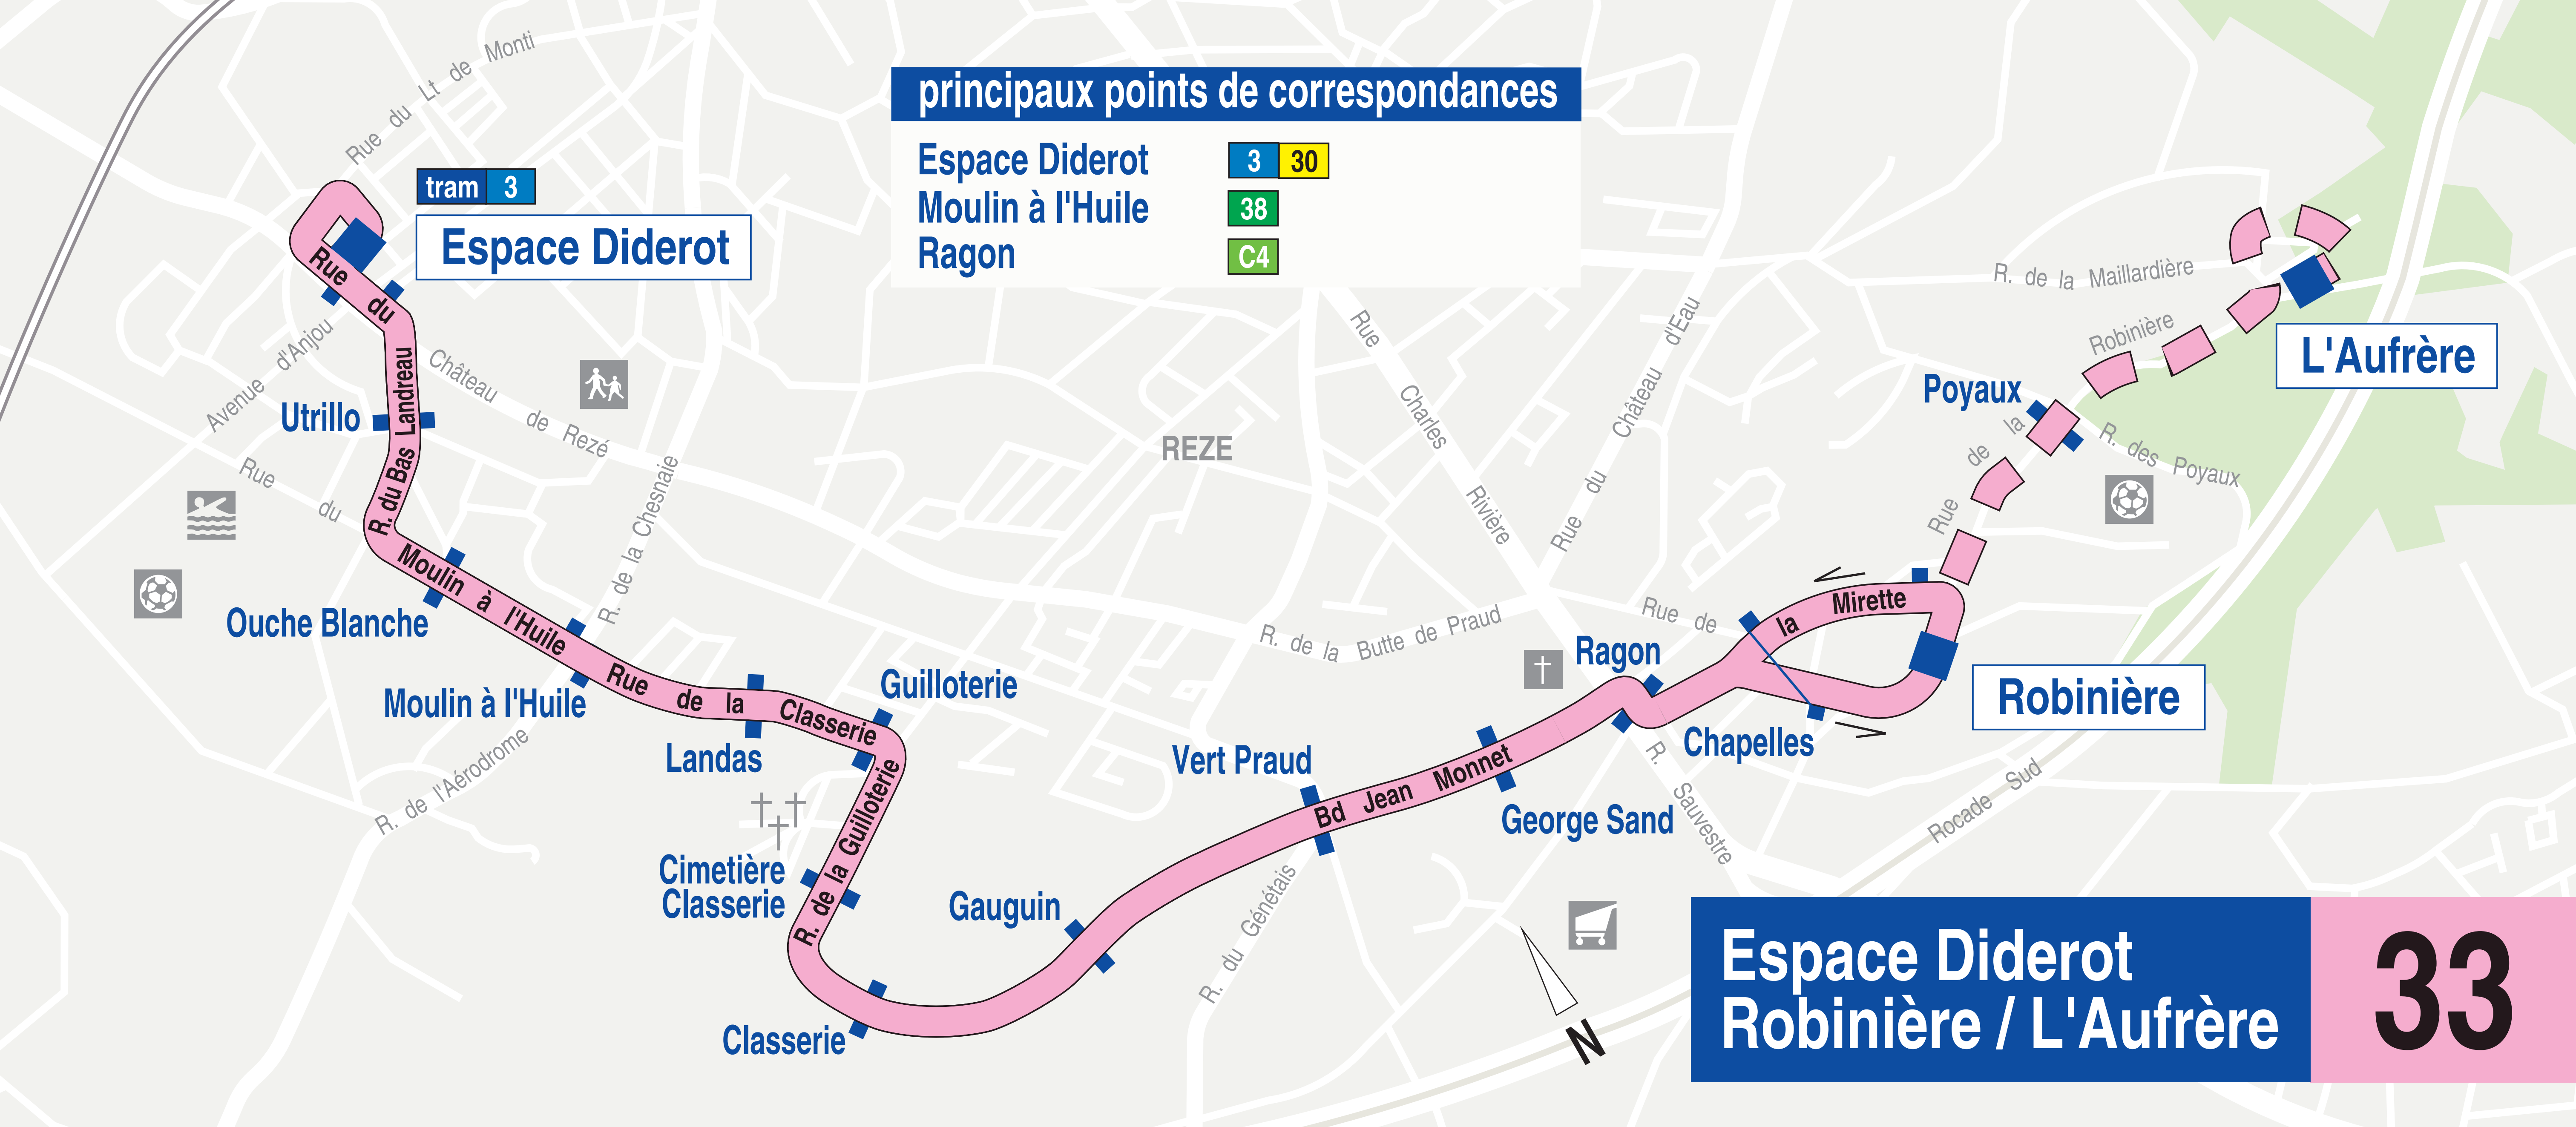 principaux points de correspondances
Espace Diderot 3 30
Moulin à l'Huile 38
Ragon C4
tram 3
Espace Diderot
Rue du Lt de Monti
Rue du
Château de Rezé
Avenue d'Anjou
Utrillo
R. du Bas Landreau
Rue du
Moulin à l'Huile
Ouche Blanche
R. de la Chesnaie
Moulin à l'Huile
R. de l'Aérodrome
Rue de la Classerie
Landas
Guilloterie
R. de la Guilloterie
Cimetière
Classerie
Classerie
Gauguin
REZE
Vert Praud
R. du Génétais
Bd Jean Monnet
George Sand
R. de la Butte de Praud
Rue Charles Rivière
Rue du Château d'Eau
Ragon
R. Sauvestre
Rue de
la Mirette
Chapelles
Robinière
Rue de la Robinière
Poyaux
R. des Poyaux
R. de la Maillardière
L'Aufrère
Rocade Sud
N
Espace Diderot
Robinière / L'Aufrère
33